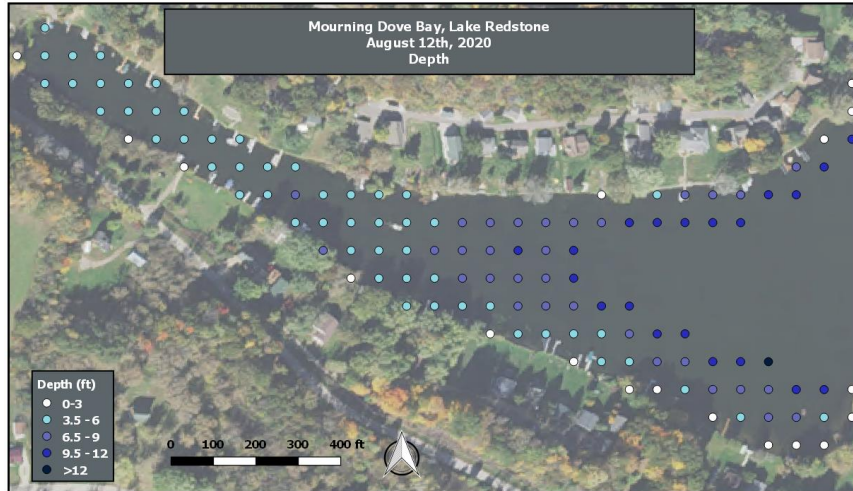 Mourning Dove Bay, Lake Redstone
August 12th, 2020
Depth
Depth (ft)
0-3
3.5 - 6
6.5 - 9
9.5 - 12
>12
0 100 200 300 400 ft